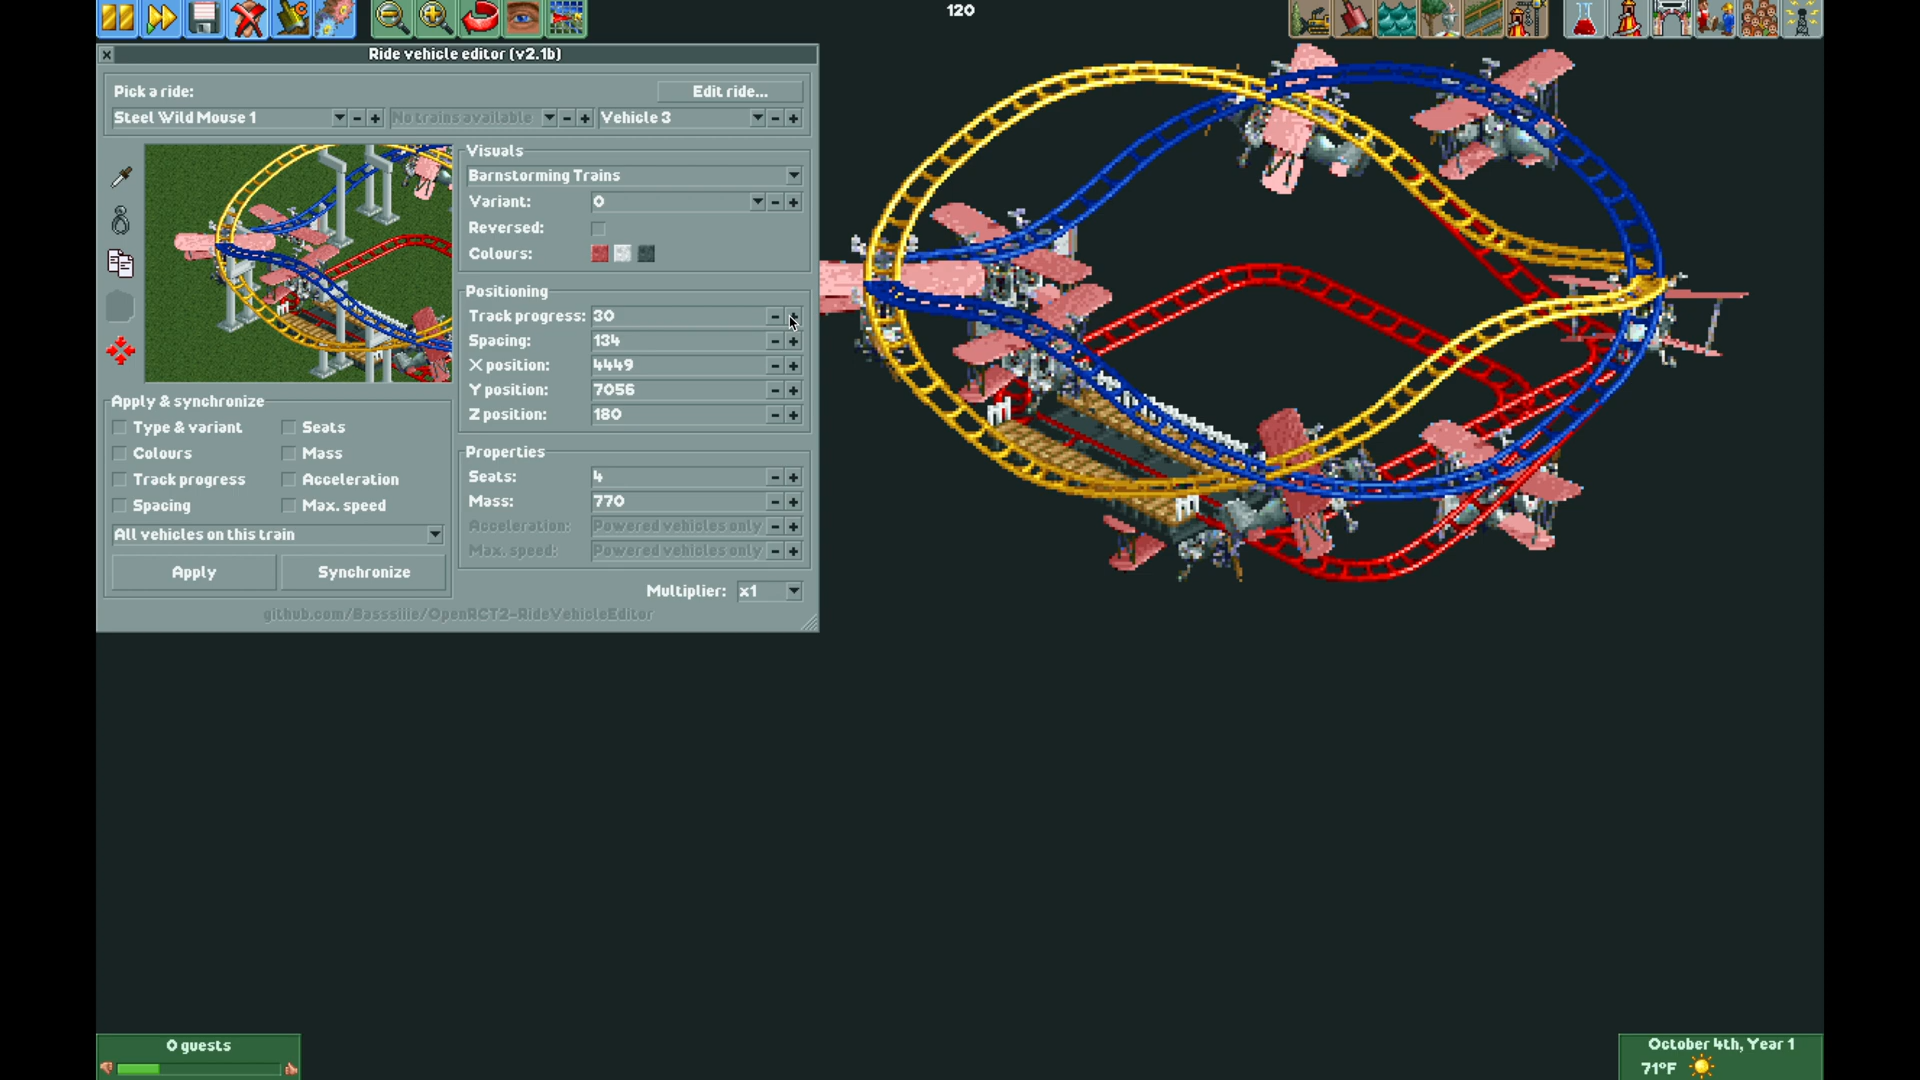 120
Ride vehicle editor (v2.1b)
Pick a ride:
Edit ride...
Steel Wild Mouse 1
No trains available
Vehicle 3
Visuals
Barnstorming Trains
Variant: 0
Reversed:
Colours:
Positioning
Track progress: 30
Spacing: 134
X position: 4449
Y position: 7056
Z position: 180
Apply & synchronize
Type & variant
Seats
Colours
Mass
Track progress
Acceleration
Spacing
Max. speed
All vehicles on this train
Apply
Synchronize
Properties
Seats: 4
Mass: 770
Acceleration: Powered vehicles only
Max. speed: Powered vehicles only
Multiplier: x1
github.com/Basssiiie/OpenRCT2-RideVehicleEditor
0 guests
October 4th, Year 1
71°F